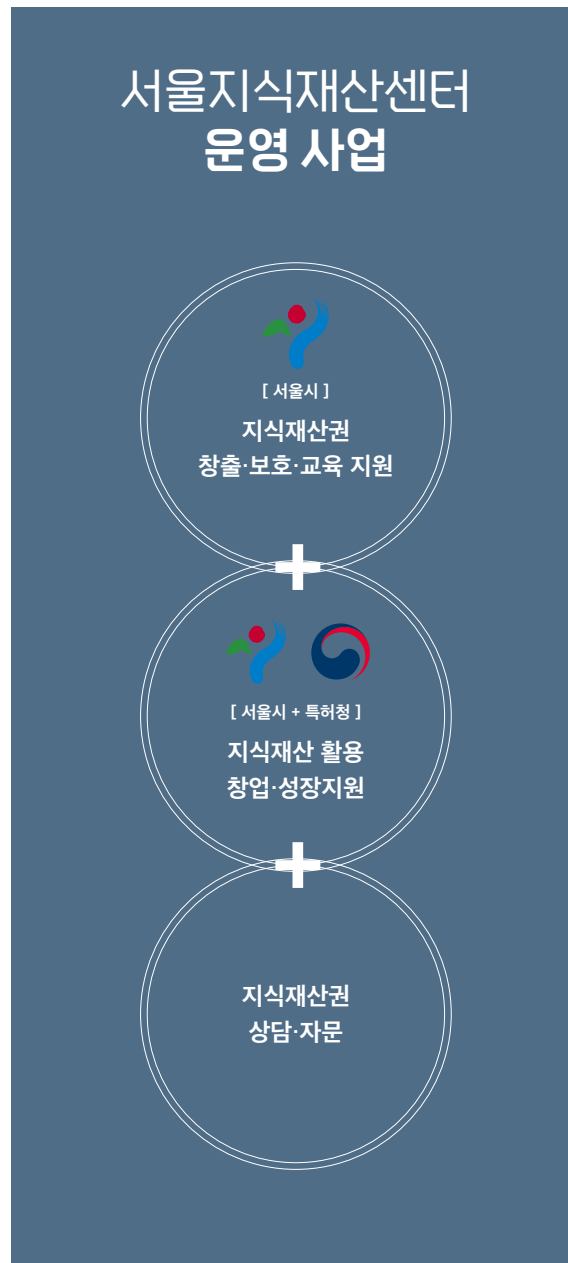 서울지식재산센터
운영 사업
[ 서울시 ]
지식재산권
창출·보호·교육 지원
[ 서울시 + 특허청 ]
지식재산 활용
창업·성장지원
지식재산권
상담·자문